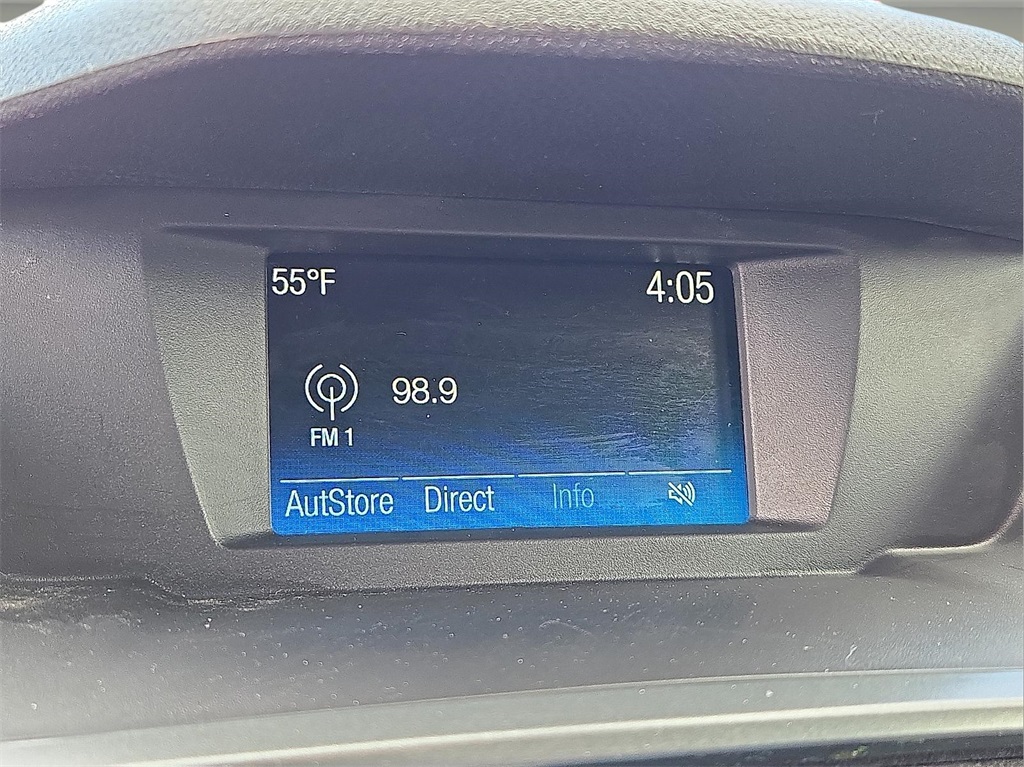 55°F 4:05
98.9
FM 1
AutStore Direct Info